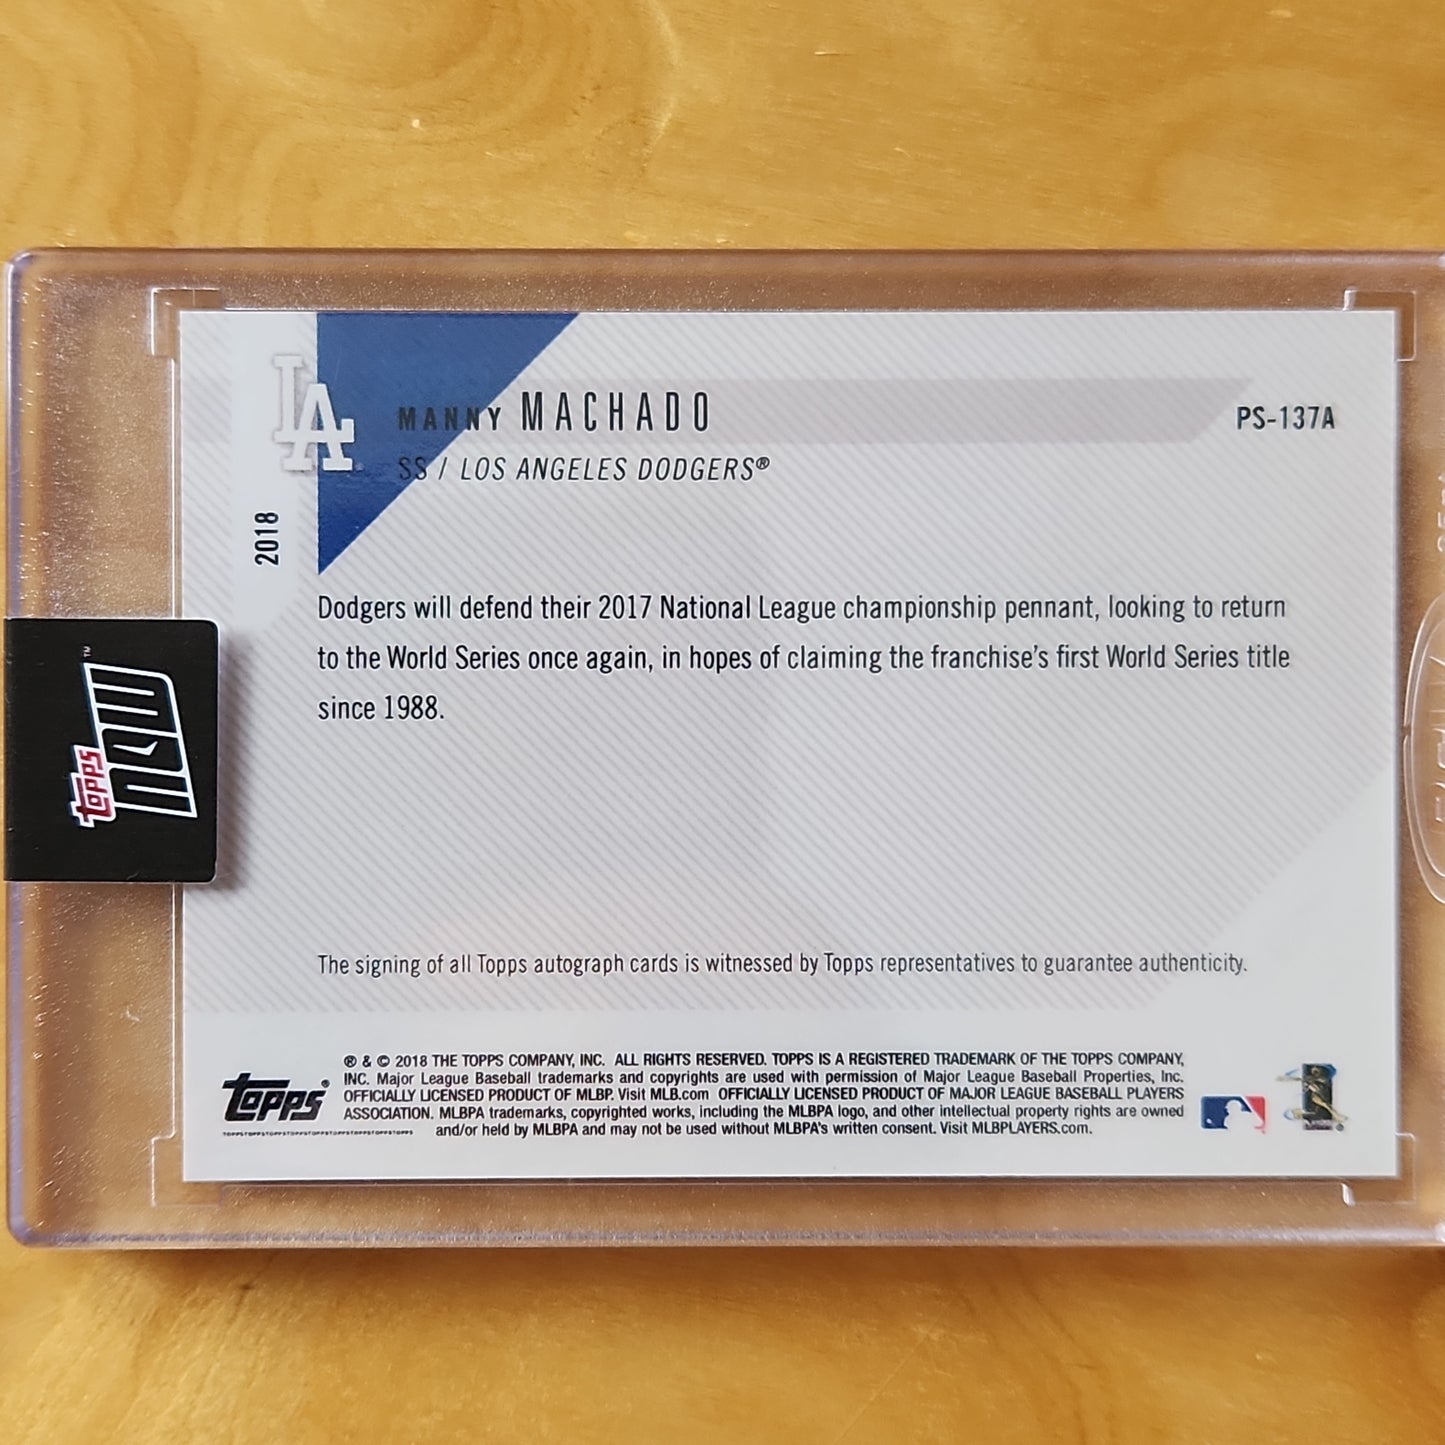 MANNY MACHADO
PS-137A
SS / LOS ANGELES DODGERS®
LA
2018
topps NOW™
Dodgers will defend their 2017 National League championship pennant, looking to return
to the World Series once again, in hopes of claiming the franchise's first World Series title
since 1988.
The signing of all Topps autograph cards is witnessed by Topps representatives to guarantee authenticity.
topps®
® & © 2018 THE TOPPS COMPANY, INC. ALL RIGHTS RESERVED. TOPPS IS A REGISTERED TRADEMARK OF THE TOPPS COMPANY,
INC. Major League Baseball trademarks and copyrights are used with permission of Major League Baseball Properties, Inc.
OFFICIALLY LICENSED PRODUCT OF MLBP. Visit MLB.com OFFICIALLY LICENSED PRODUCT OF MAJOR LEAGUE BASEBALL PLAYERS
ASSOCIATION. MLBPA trademarks, copyrighted works, including the MLBPA logo, and other intellectual property rights are owned
and/or held by MLBPA and may not be used without MLBPA's written consent. Visit MLBPLAYERS.com.